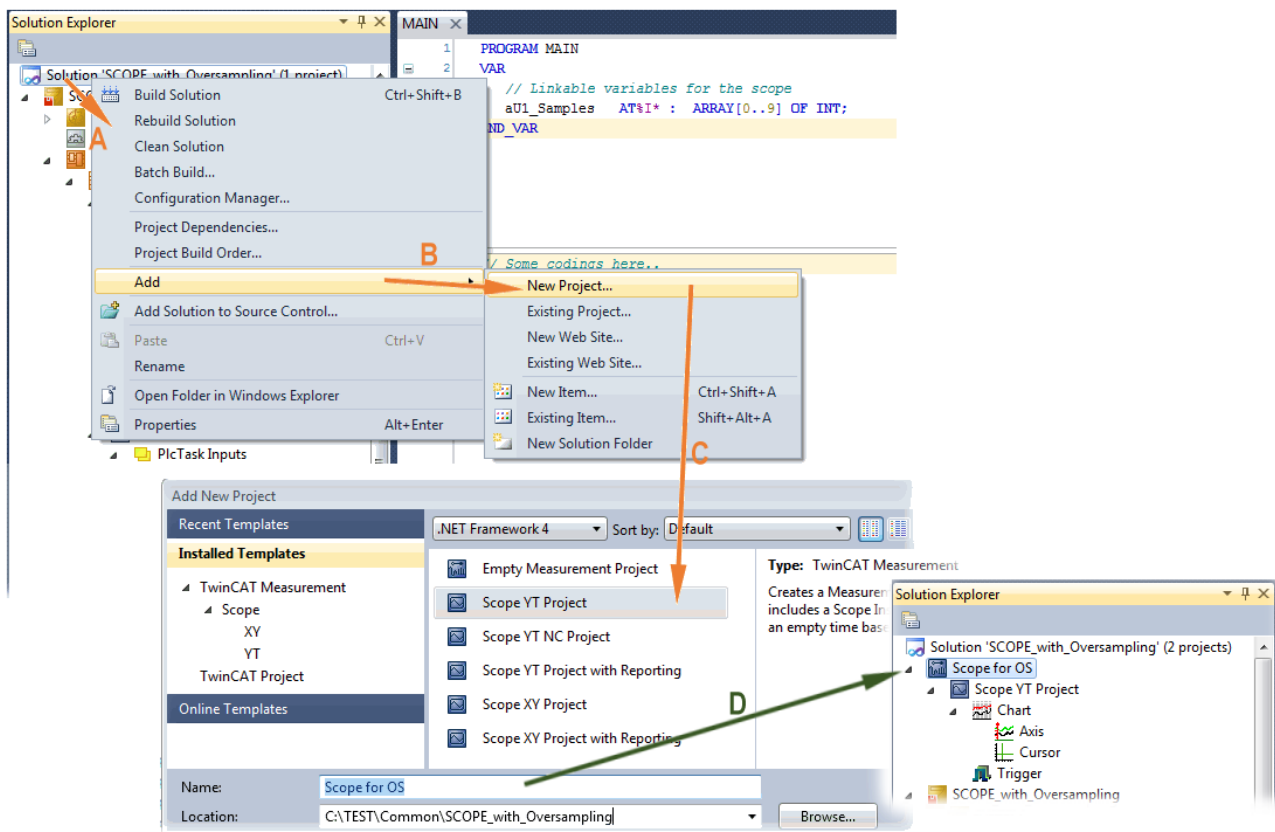 Solution Explorer
MAIN
1 PROGRAM MAIN
2 VAR
// Linkable variables for the scope
aU1_Samples AT%I* : ARRAY[0..9] OF INT;
ND_VAR
Solution 'SCOPE_with_Oversampling' (1 project)
SCO
A
Build Solution Ctrl+Shift+B
Rebuild Solution
Clean Solution
Batch Build...
Configuration Manager...
Project Dependencies...
Project Build Order...
B
Add
Add Solution to Source Control...
Paste Ctrl+V
Rename
Open Folder in Windows Explorer
Properties Alt+Enter
/ Some codings here..
New Project...
Existing Project...
New Web Site...
Existing Web Site...
New Item... Ctrl+Shift+A
Existing Item... Shift+Alt+A
New Solution Folder
C
PlcTask Inputs
Add New Project
Recent Templates
Installed Templates
TwinCAT Measurement
Scope
XY
YT
TwinCAT Project
Online Templates
.NET Framework 4 Sort by: Default
Empty Measurement Project
Scope YT Project
Scope YT NC Project
Scope YT Project with Reporting
Scope XY Project
Scope XY Project with Reporting
Type: TwinCAT Measurement
Creates a Measurem
includes a Scope In
an empty time base
D
Name: Scope for OS
Location: C:\TEST\Common\SCOPE_with_Oversampling
Browse...
Solution Explorer
Solution 'SCOPE_with_Oversampling' (2 projects)
Scope for OS
Scope YT Project
Chart
Axis
Cursor
Trigger
SCOPE_with_Oversampling